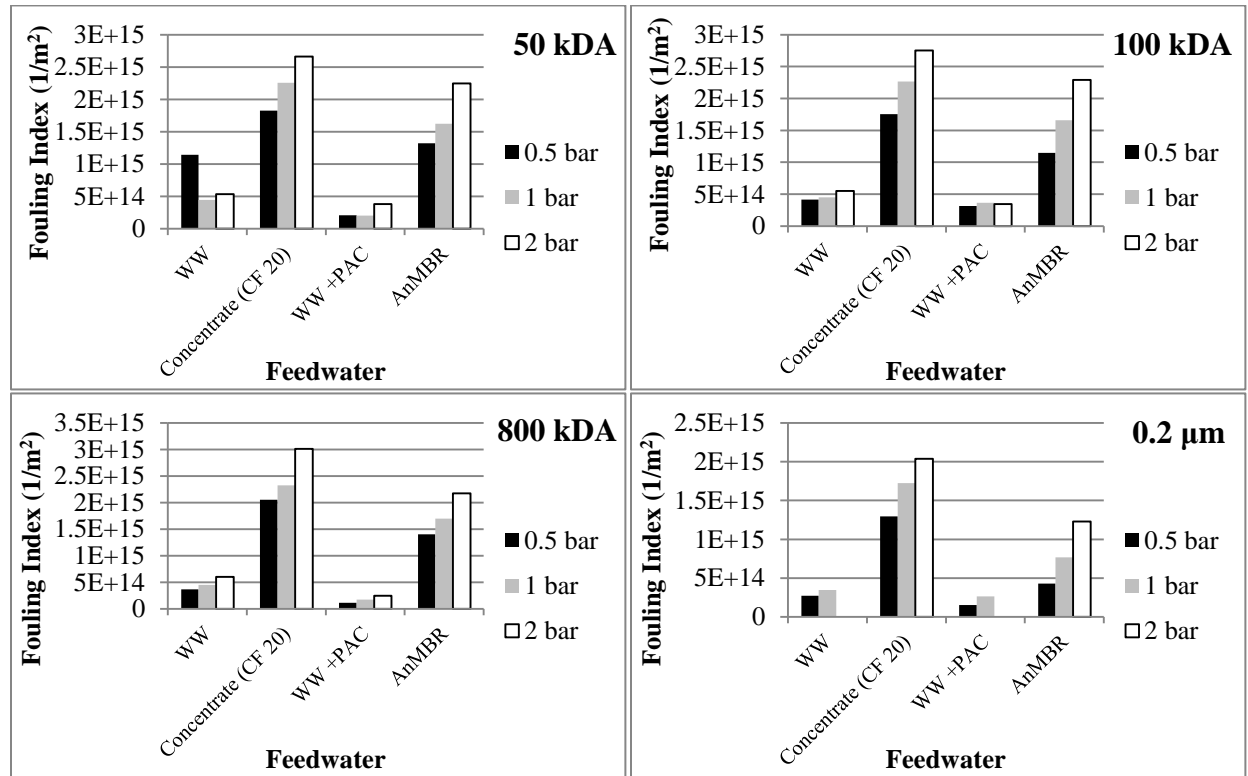 50 kDA
Fouling Index (1/m²)
3E+15
2.5E+15
2E+15
1.5E+15
1E+15
5E+14
0
WW
Concentrate (CF 20)
WW +PAC
AnMBR
Feedwater
0.5 bar
1 bar
2 bar
100 kDA
Fouling Index (1/m²)
3E+15
2.5E+15
2E+15
1.5E+15
1E+15
5E+14
0
WW
Concentrate (CF 20)
WW +PAC
AnMBR
Feedwater
0.5 bar
1 bar
2 bar
800 kDA
Fouling Index (1/m²)
3.5E+15
3E+15
2.5E+15
2E+15
1.5E+15
1E+15
5E+14
0
WW
Concentrate (CF 20)
WW +PAC
AnMBR
Feedwater
0.5 bar
1 bar
2 bar
0.2 µm
Fouling Index (1/m²)
2.5E+15
2E+15
1.5E+15
1E+15
5E+14
0
WW
Concentrate (CF 20)
WW +PAC
AnMBR
Feedwater
0.5 bar
1 bar
2 bar